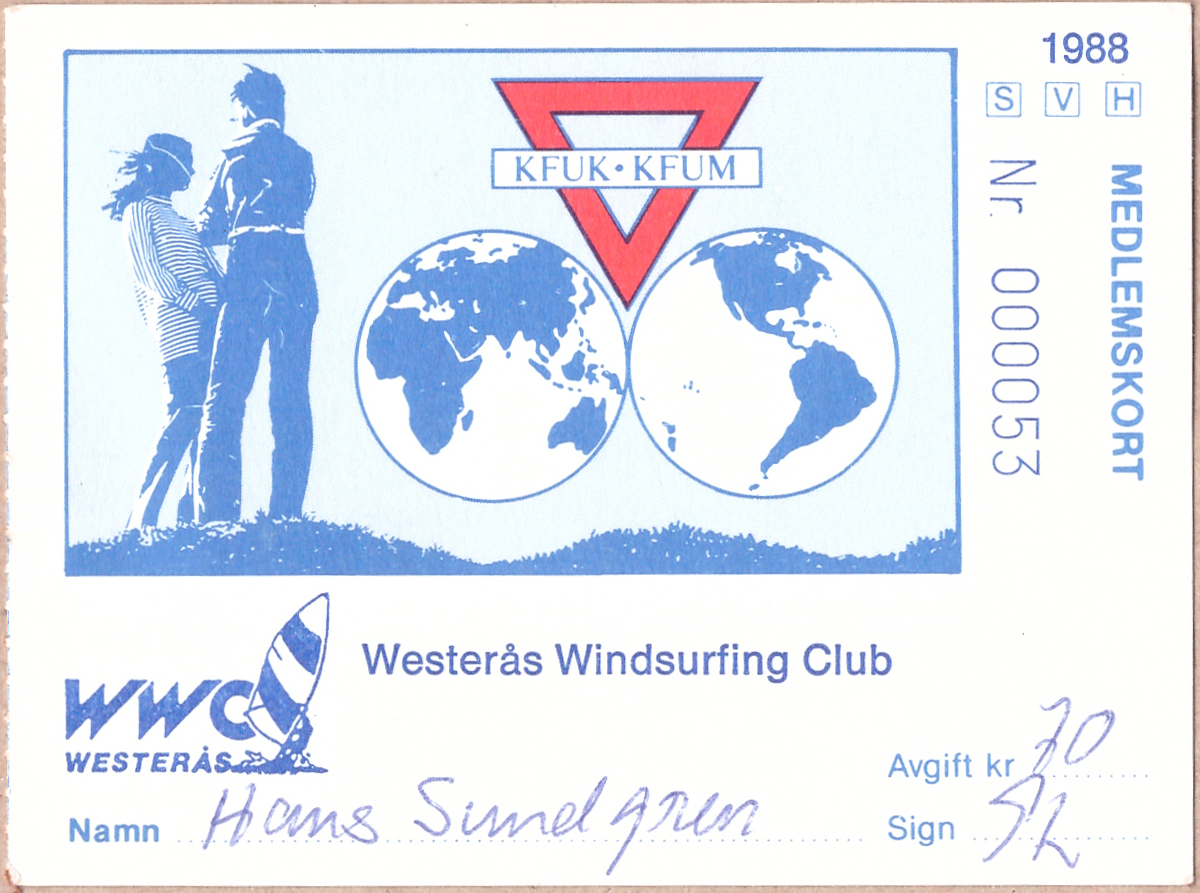 1988
S V H
MEDLEMSKORT
Nr. 000053
KFUK•KFUM
Westerås Windsurfing Club
WWC
WESTERÅS
Avgift kr 70
Namn Hans Sundgren
Sign